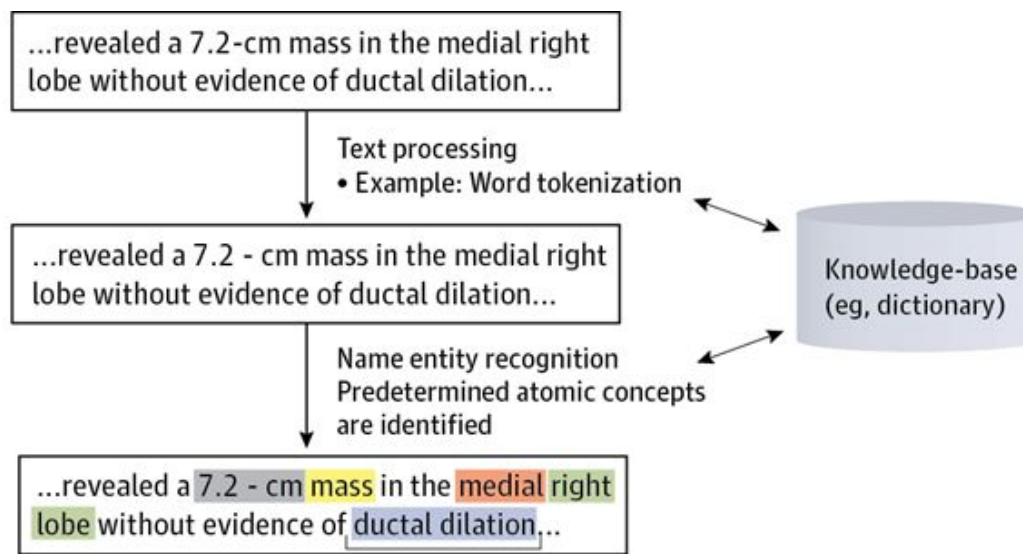 ...revealed a 7.2-cm mass in the medial right
lobe without evidence of ductal dilation...
Text processing
• Example: Word tokenization
...revealed a 7.2 - cm mass in the medial right
lobe without evidence of ductal dilation...
Knowledge-base
(eg, dictionary)
Name entity recognition
Predetermined atomic concepts
are identified
...revealed a 7.2 - cm mass in the medial right
lobe without evidence of ductal dilation...